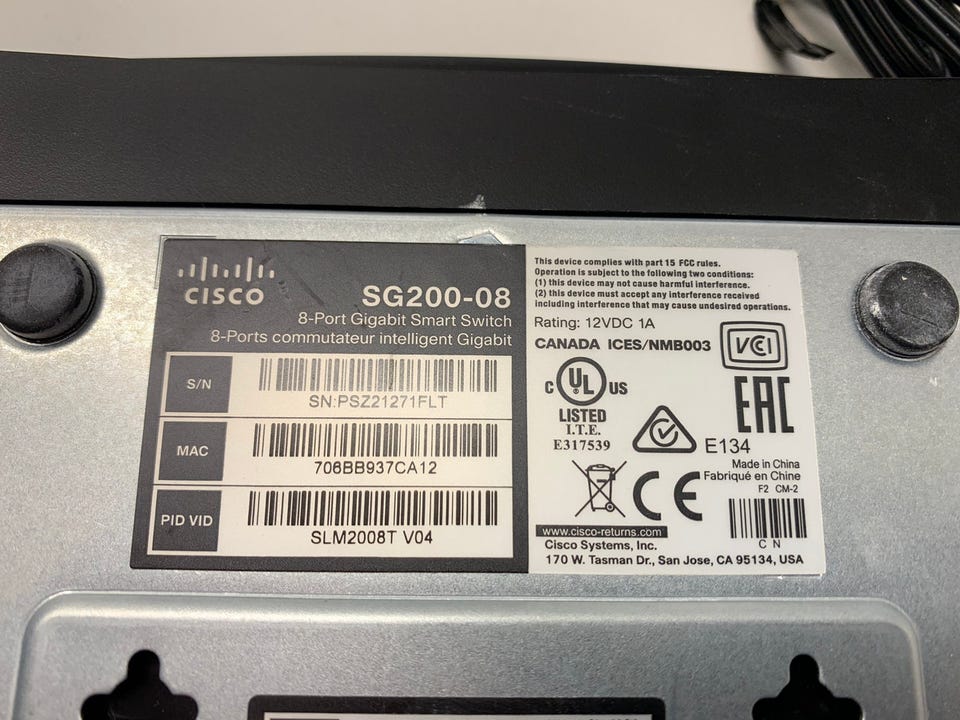 CISCO
SG200-08
8-Port Gigabit Smart Switch
8-Ports commutateur intelligent Gigabit
S/N
SN:PSZ21271FLT
MAC
706BB937CA12
PID VID
SLM2008T V04
This device complies with part 15 FCC rules.
Operation is subject to the following two conditions:
(1) this device may not cause harmful interference.
(2) this device must accept any interference received
including interference that may cause undesired operations.
Rating: 12VDC 1A
CANADA ICES/NMB003
VCI
C UL US
LISTED
I.T.E.
E317539
EAC
E134
Made in China
Fabriqué en Chine
F2 CM-2
CE
C N
www.cisco-returns.com
Cisco Systems, Inc.
170 W. Tasman Dr., San Jose, CA 95134, USA